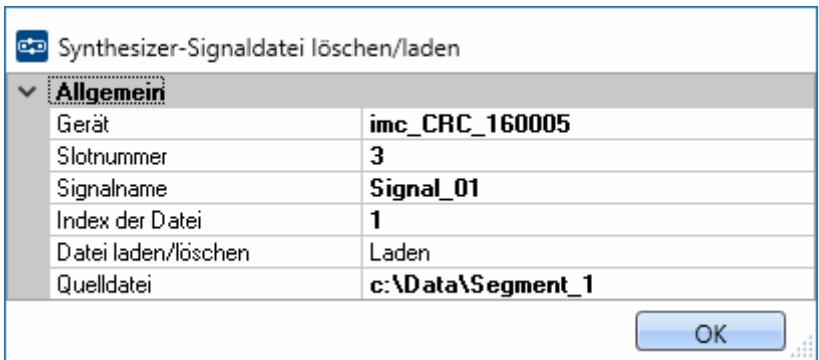 Synthesizer-Signaldatei löschen/laden
Allgemein
Gerät imc_CRC_160005
Slotnummer 3
Signalname Signal_01
Index der Datei 1
Datei laden/löschen Laden
Quelldatei c:\Data\Segment_1
OK